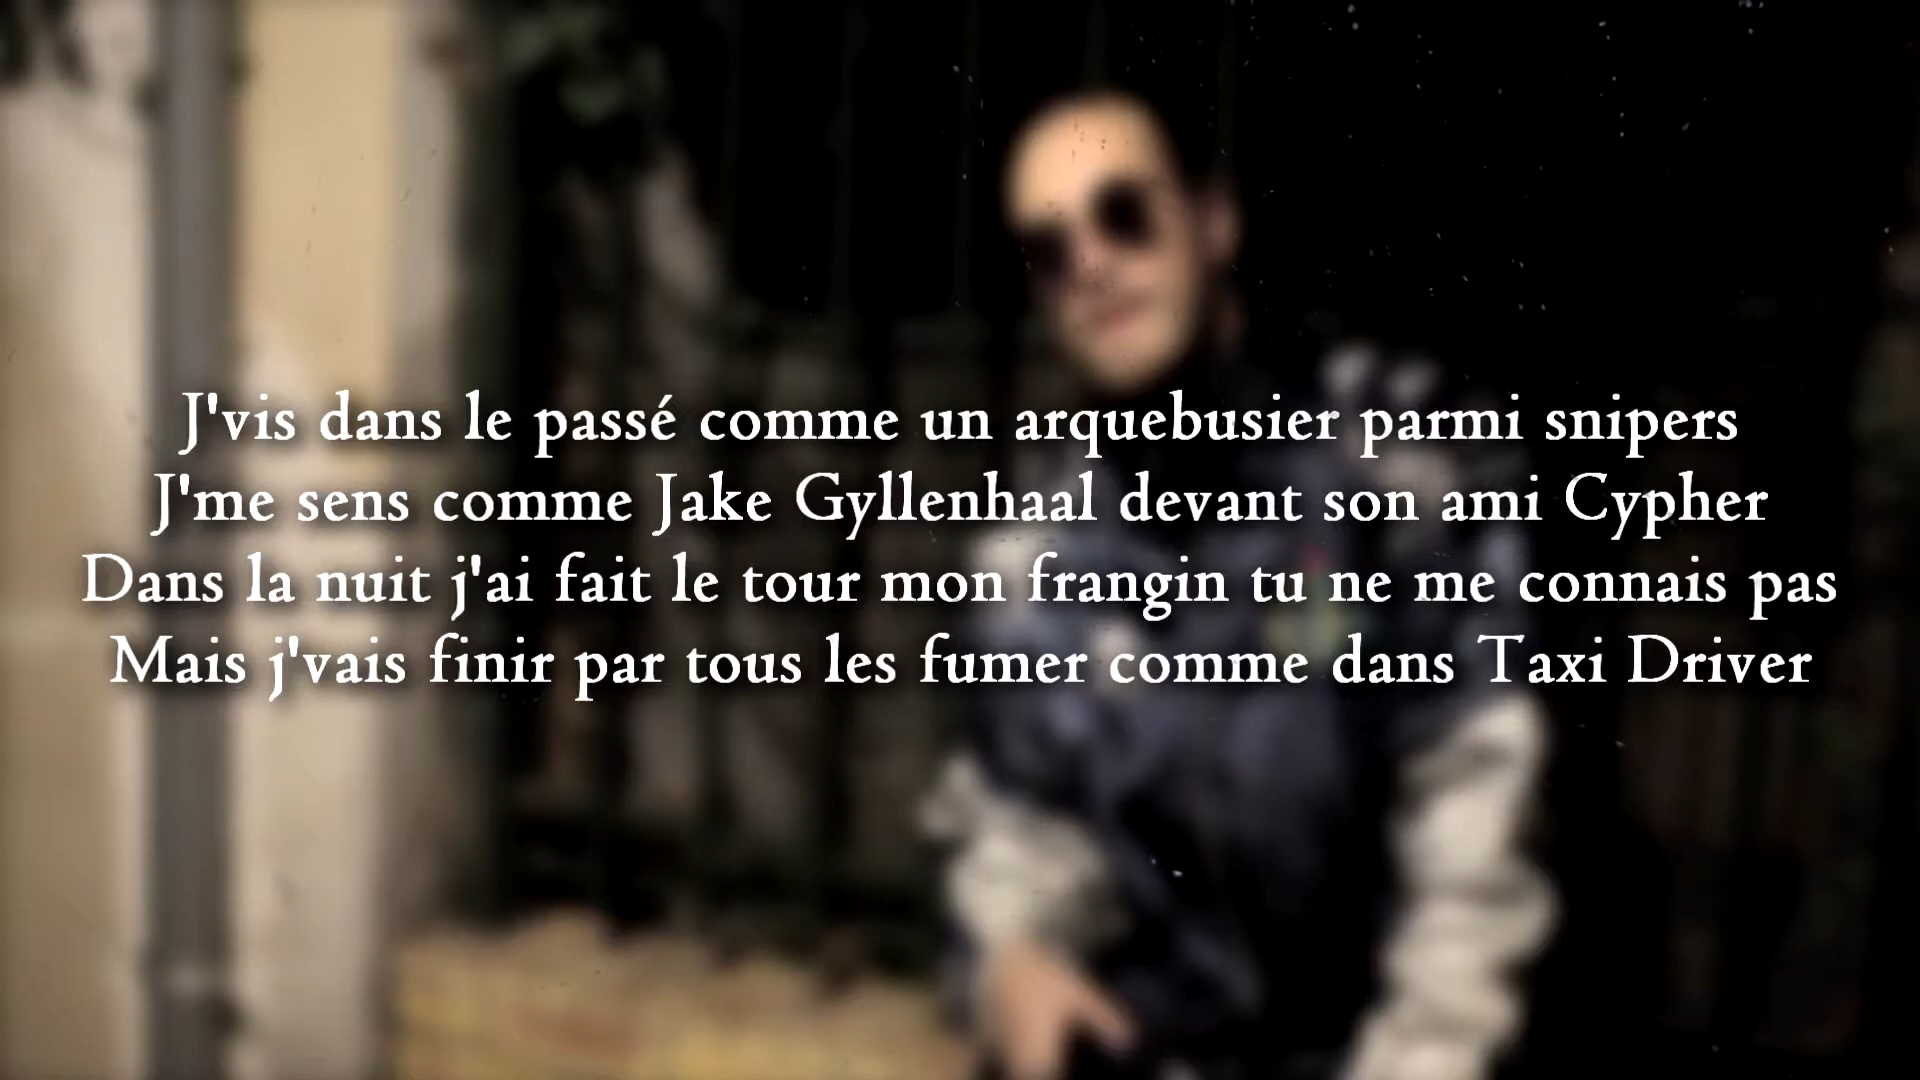 J'vis dans le passé comme un arquebusier parmi snipers
J'me sens comme Jake Gyllenhaal devant son ami Cypher
Dans la nuit j'ai fait le tour mon frangin tu ne me connais pas
Mais j'vais finir par tous les fumer comme dans Taxi Driver